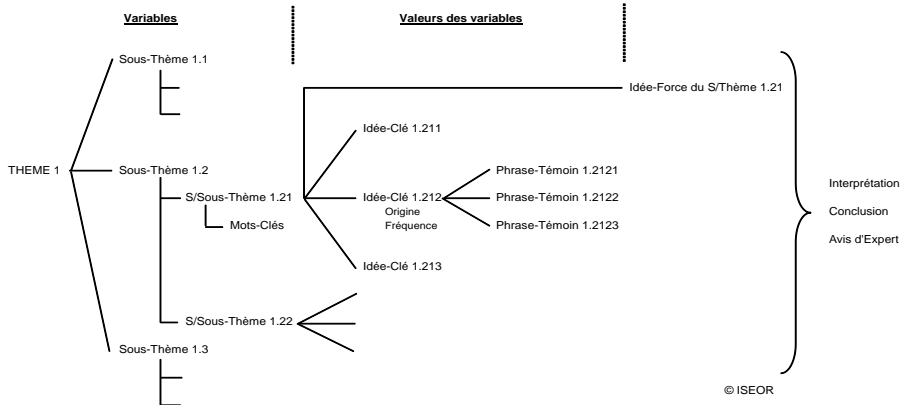 Variables
Valeurs des variables
Sous-Thème 1.1
Idée-Force du S/Thème 1.21
Idée-Clé 1.211
THEME 1
Sous-Thème 1.2
Phrase-Témoin 1.2121
S/Sous-Thème 1.21
Idée-Clé 1.212
Phrase-Témoin 1.2122
Origine
Fréquence
Mots-Clés
Phrase-Témoin 1.2123
Idée-Clé 1.213
Interprétation
Conclusion
Avis d'Expert
S/Sous-Thème 1.22
Sous-Thème 1.3
© ISEOR